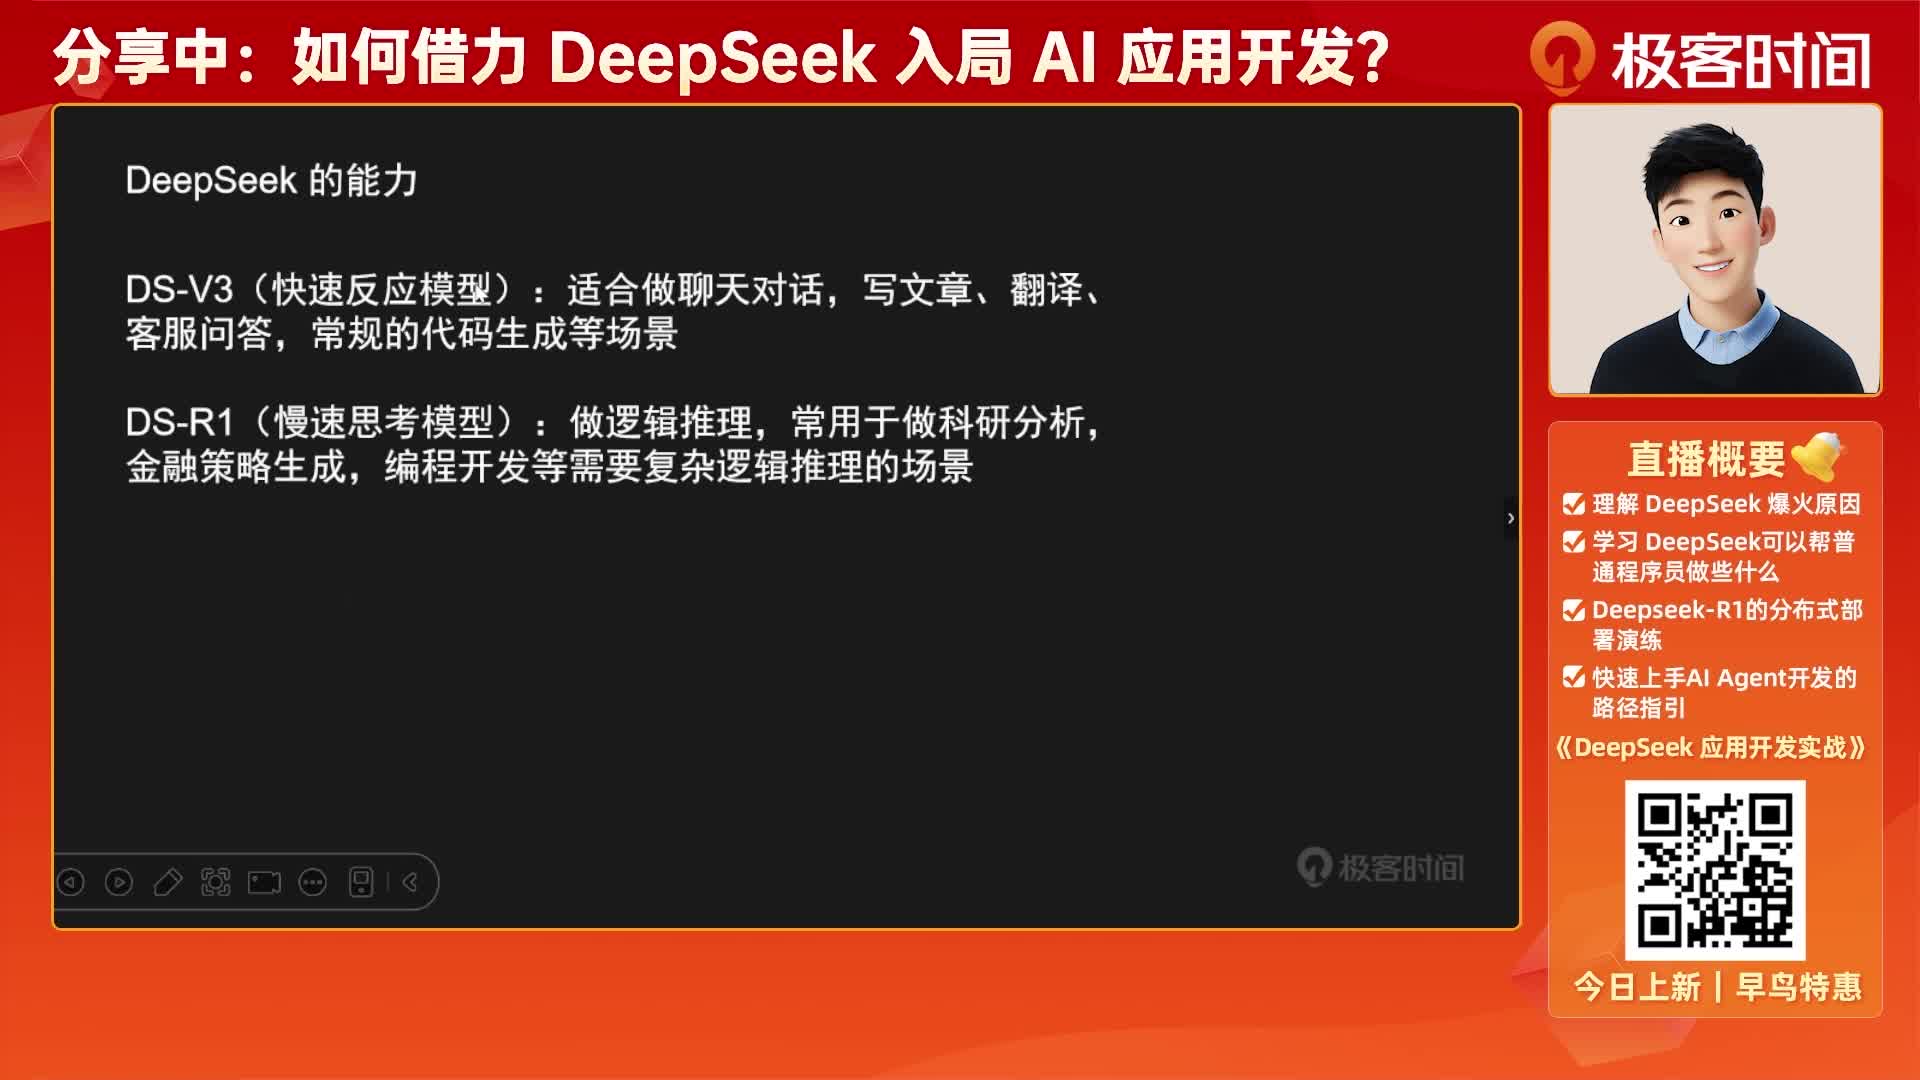 分享中：如何借力 DeepSeek 入局 AI 应用开发？
极客时间
DeepSeek 的能力
DS-V3（快速反应模型）：适合做聊天对话，写文章、翻译、
客服问答，常规的代码生成等场景
DS-R1（慢速思考模型）：做逻辑推理，常用于做科研分析，
金融策略生成，编程开发等需要复杂逻辑推理的场景
极客时间
直播概要
理解 DeepSeek 爆火原因
学习 DeepSeek可以帮普
通程序员做些什么
Deepseek-R1的分布式部
署演练
快速上手AI Agent开发的
路径指引
《DeepSeek 应用开发实战》
今日上新｜早鸟特惠